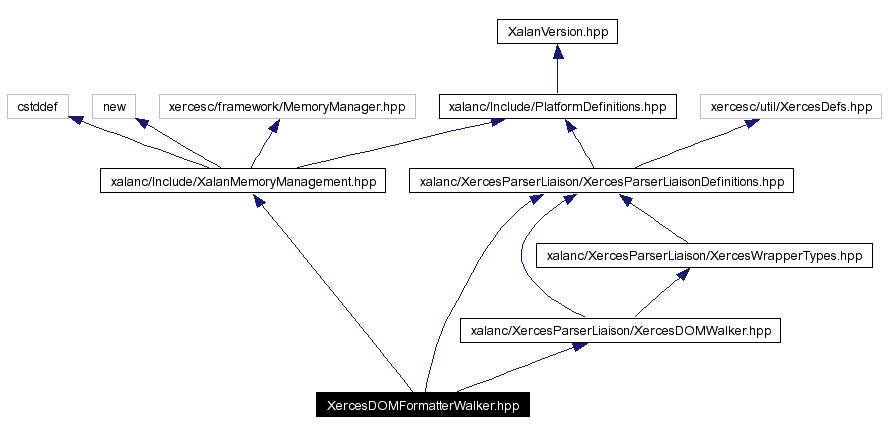 XalanVersion.hpp
cstddef
new
xercesc/framework/MemoryManager.hpp
xalanc/Include/PlatformDefinitions.hpp
xercesc/util/XercesDefs.hpp
xalanc/Include/XalanMemoryManagement.hpp
xalanc/XercesParserLiaison/XercesParserLiaisonDefinitions.hpp
xalanc/XercesParserLiaison/XercesWrapperTypes.hpp
xalanc/XercesParserLiaison/XercesDOMWalker.hpp
XercesDOMFormatterWalker.hpp